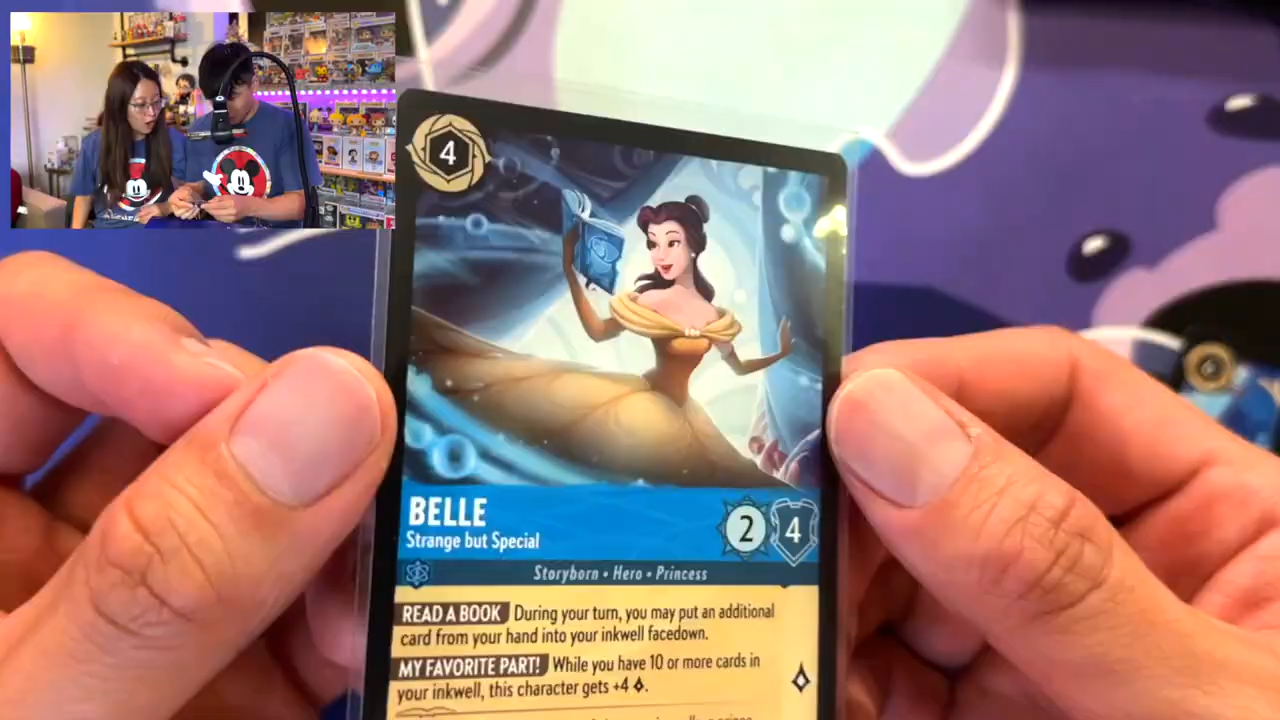 4
BELLE
Strange but Special
2 4
Storyborn • Hero • Princess
READ A BOOK During your turn, you may put an additional
card from your hand into your inkwell facedown.
MY FAVORITE PART! While you have 10 or more cards in
your inkwell, this character gets +4 .